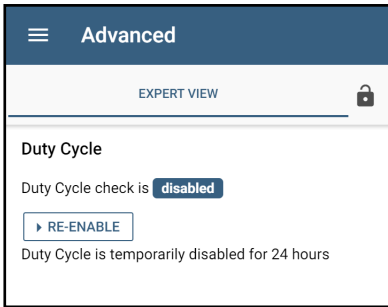 Advanced
EXPERT VIEW
Duty Cycle
Duty Cycle check is disabled
RE-ENABLE
Duty Cycle is temporarily disabled for 24 hours